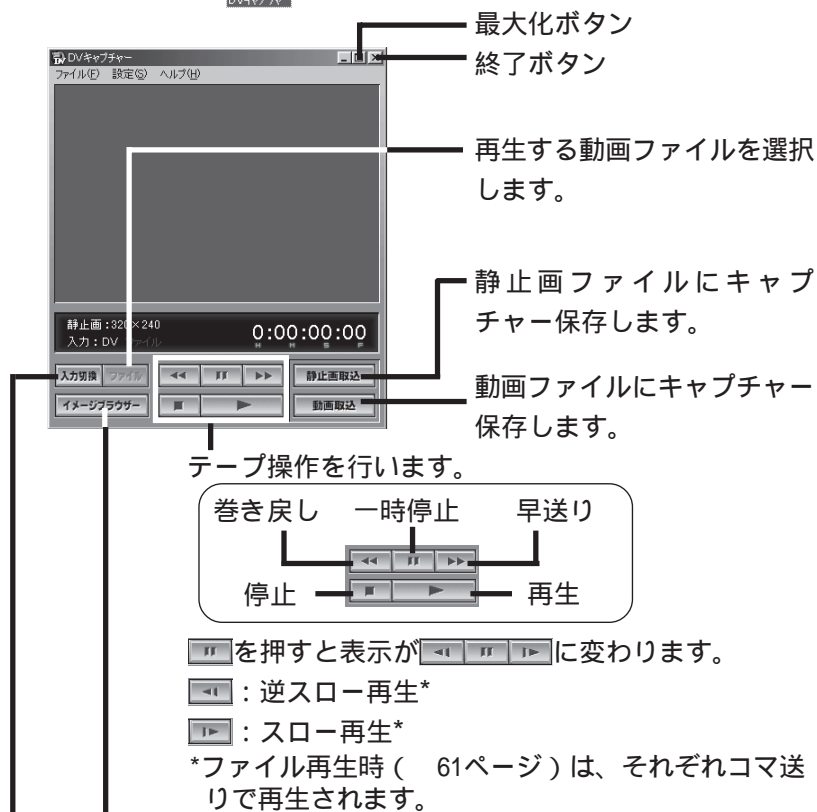 DVキャプチャー
最大化ボタン
DVキャプチャー
ファイル(F) 設定(S) ヘルプ(H)
終了ボタン
再生する動画ファイルを選択
します。
静止画ファイルにキャプ
チャー保存します。
静止画:320×240
入力:DV ファイル
0:00:00:00
H M S F
入力切換 ファイル
静止画取込
イメージブラウザー
動画取込
動画ファイルにキャプチャー
保存します。
テープ操作を行います。
巻き戻し 一時停止 早送り
停止 再生
を押すと表示が に変わります。
:逆スロー再生*
:スロー再生*
*ファイル再生時( 61ページ)は、それぞれコマ送
りで再生されます。